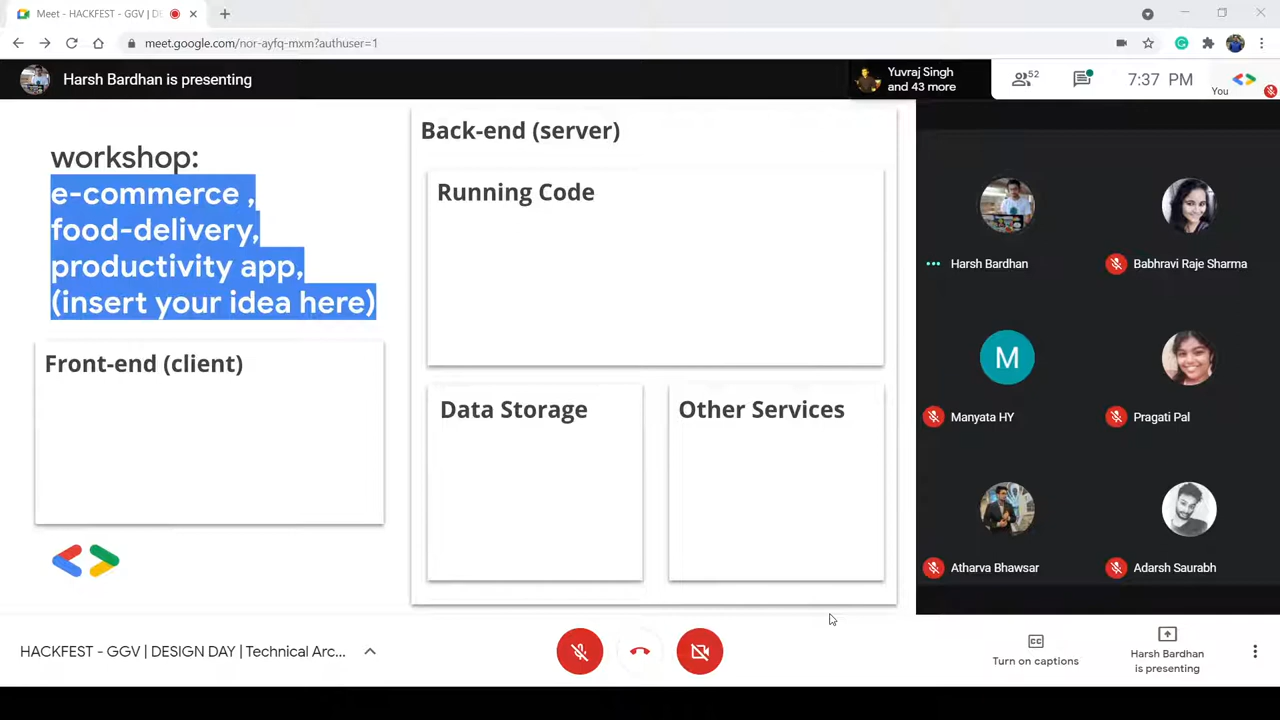 Meet - HACKFEST - GGV | DE
meet.google.com/nor-ayfq-mxm?authuser=1
Harsh Bardhan is presenting
Yuvraj Singh
and 43 more
52
7:37 PM
You
workshop:
e-commerce ,
food-delivery,
productivity app,
(insert your idea here)
Front-end (client)
Back-end (server)
Running Code
Data Storage
Other Services
Harsh Bardhan
Babhravi Raje Sharma
M
Manyata HY
Pragati Pal
Atharva Bhawsar
Adarsh Saurabh
HACKFEST - GGV | DESIGN DAY | Technical Arc...
CC
Turn on captions
Harsh Bardhan
is presenting